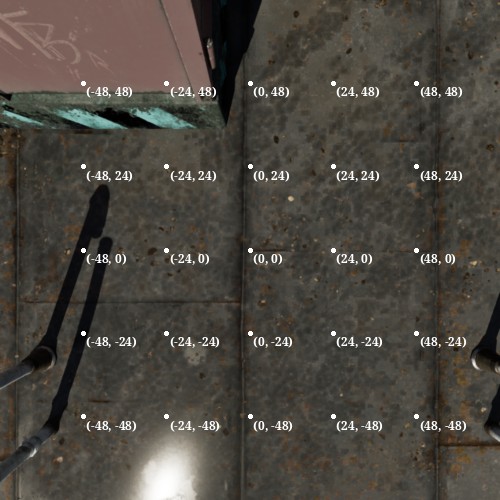 (-48, 48) (-24, 48) (0, 48) (24, 48) (48, 48)
(-48, 24) (-24, 24) (0, 24) (24, 24) (48, 24)
(-48, 0) (-24, 0) (0, 0) (24, 0) (48, 0)
(-48, -24) (-24, -24) (0, -24) (24, -24) (48, -24)
(-48, -48) (-24, -48) (0, -48) (24, -48) (48, -48)